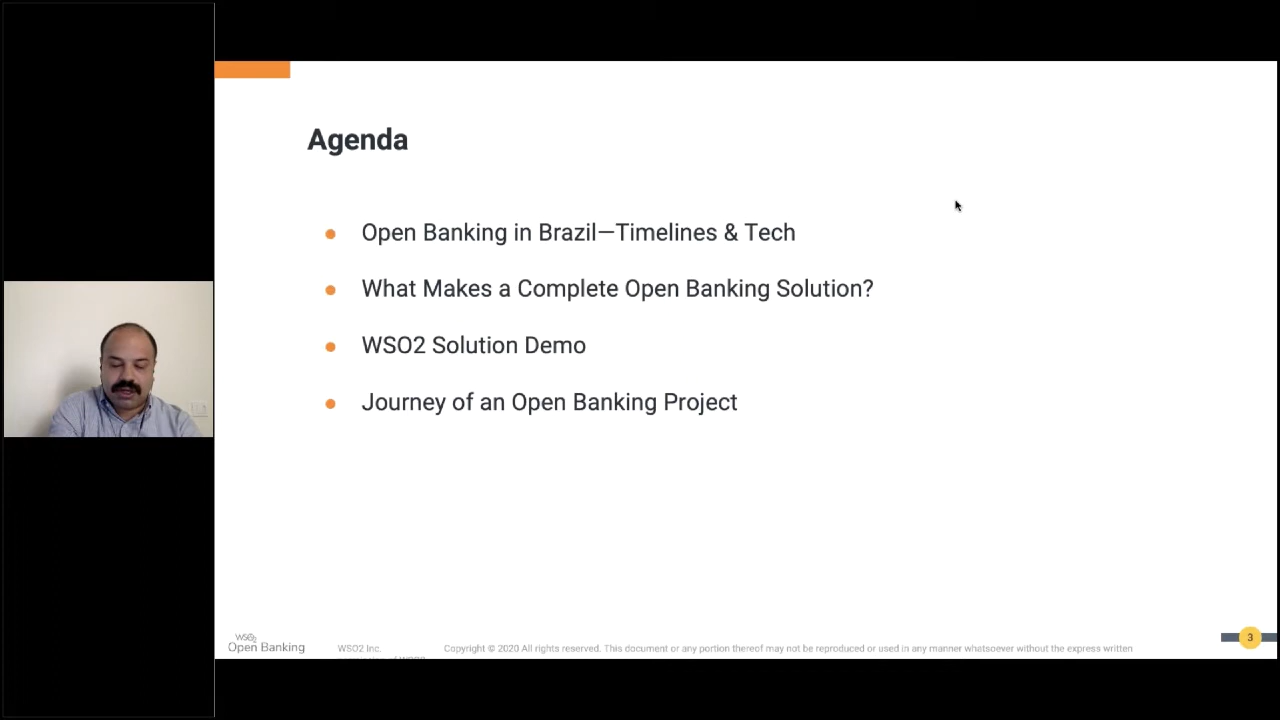 Agenda
Open Banking in Brazil—Timelines & Tech
What Makes a Complete Open Banking Solution?
WSO2 Solution Demo
Journey of an Open Banking Project
WSO2
Open Banking
WSO2 Inc.
Copyright © 2020 All rights reserved. This document or any portion thereof may not be reproduced or used in any manner whatsoever without the express written
3